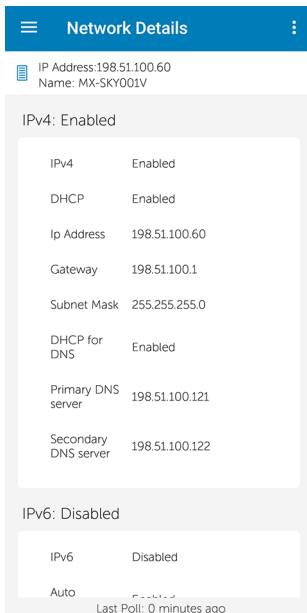 Network Details
IP Address:198.51.100.60
Name: MX-SKY001V
IPv4: Enabled
IPv4 Enabled
DHCP Enabled
Ip Address 198.51.100.60
Gateway 198.51.100.1
Subnet Mask 255.255.255.0
DHCP for
DNS Enabled
Primary DNS
server 198.51.100.121
Secondary
DNS server 198.51.100.122
IPv6: Disabled
IPv6 Disabled
Auto
Last Poll: 0 minutes ago